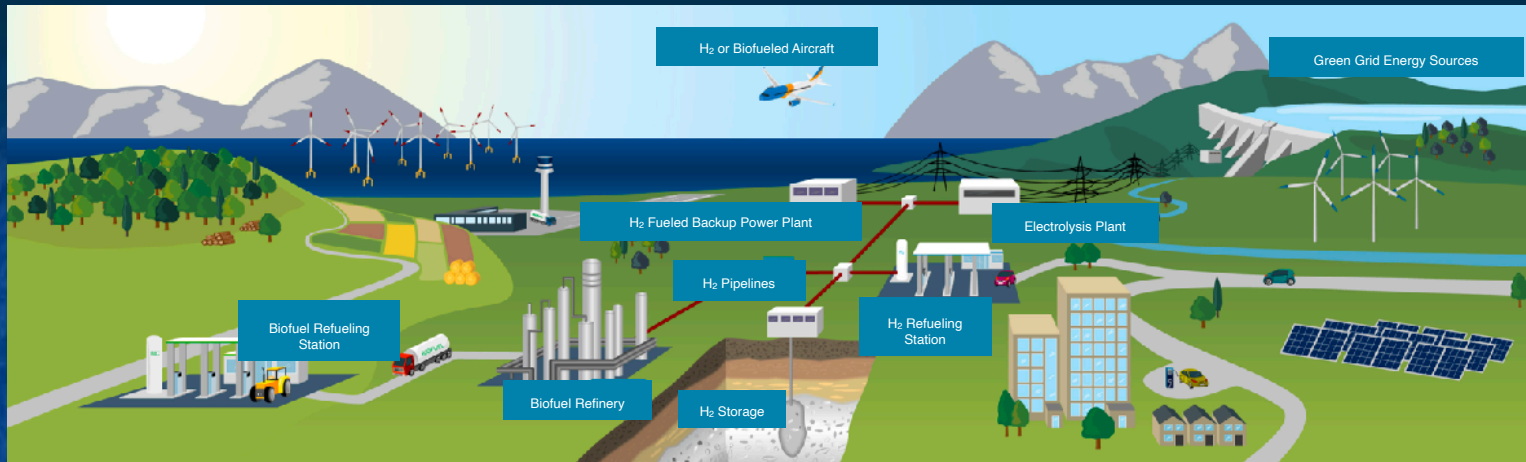 H₂ or Biofueled Aircraft
Green Grid Energy Sources
H₂ Fueled Backup Power Plant
Electrolysis Plant
H₂ Pipelines
Biofuel Refueling
Station
H₂ Refueling
Station
Biofuel Refinery
H₂ Storage